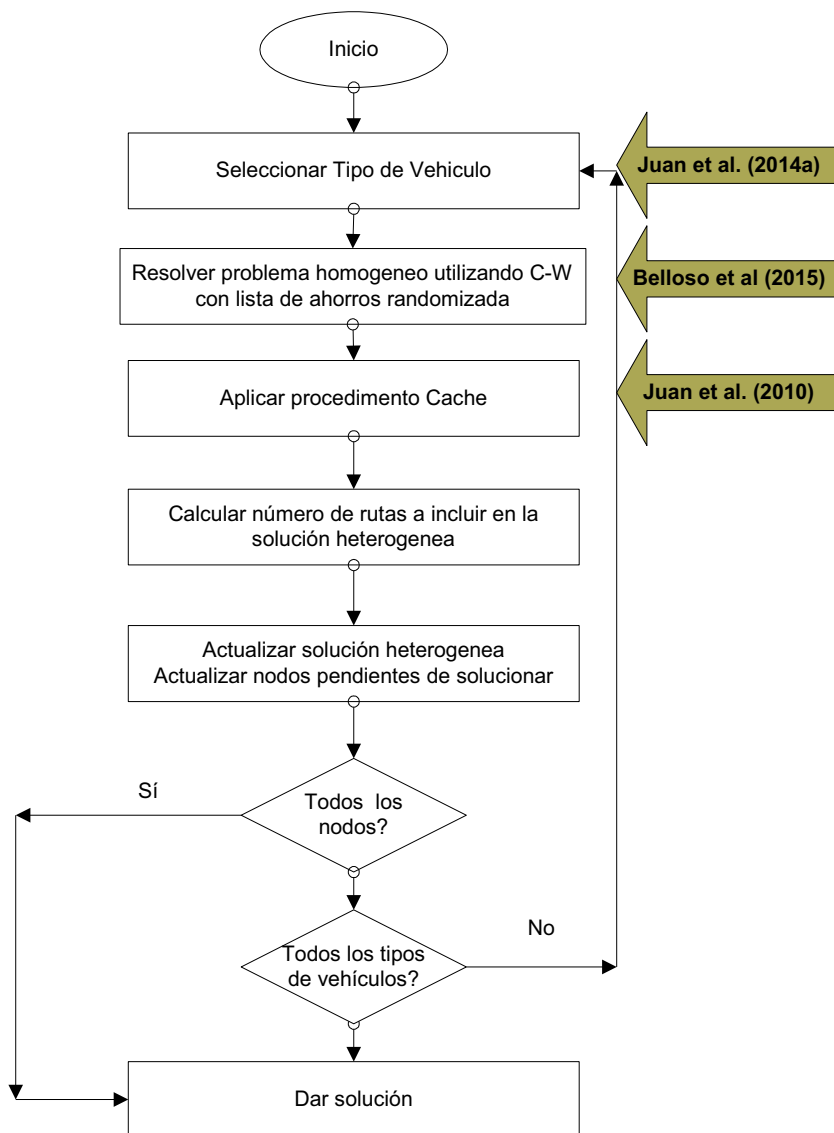 Inicio
Seleccionar Tipo de Vehiculo
Juan et al. (2014a)
Resolver problema homogeneo utilizando C-W
con lista de ahorros randomizada
Belloso et al (2015)
Aplicar procedimento Cache
Juan et al. (2010)
Calcular número de rutas a incluir en la
solución heterogenea
Actualizar solución heterogenea
Actualizar nodos pendientes de solucionar
Sí
Todos los
nodos?
No
Todos los tipos
de vehículos?
Dar solución